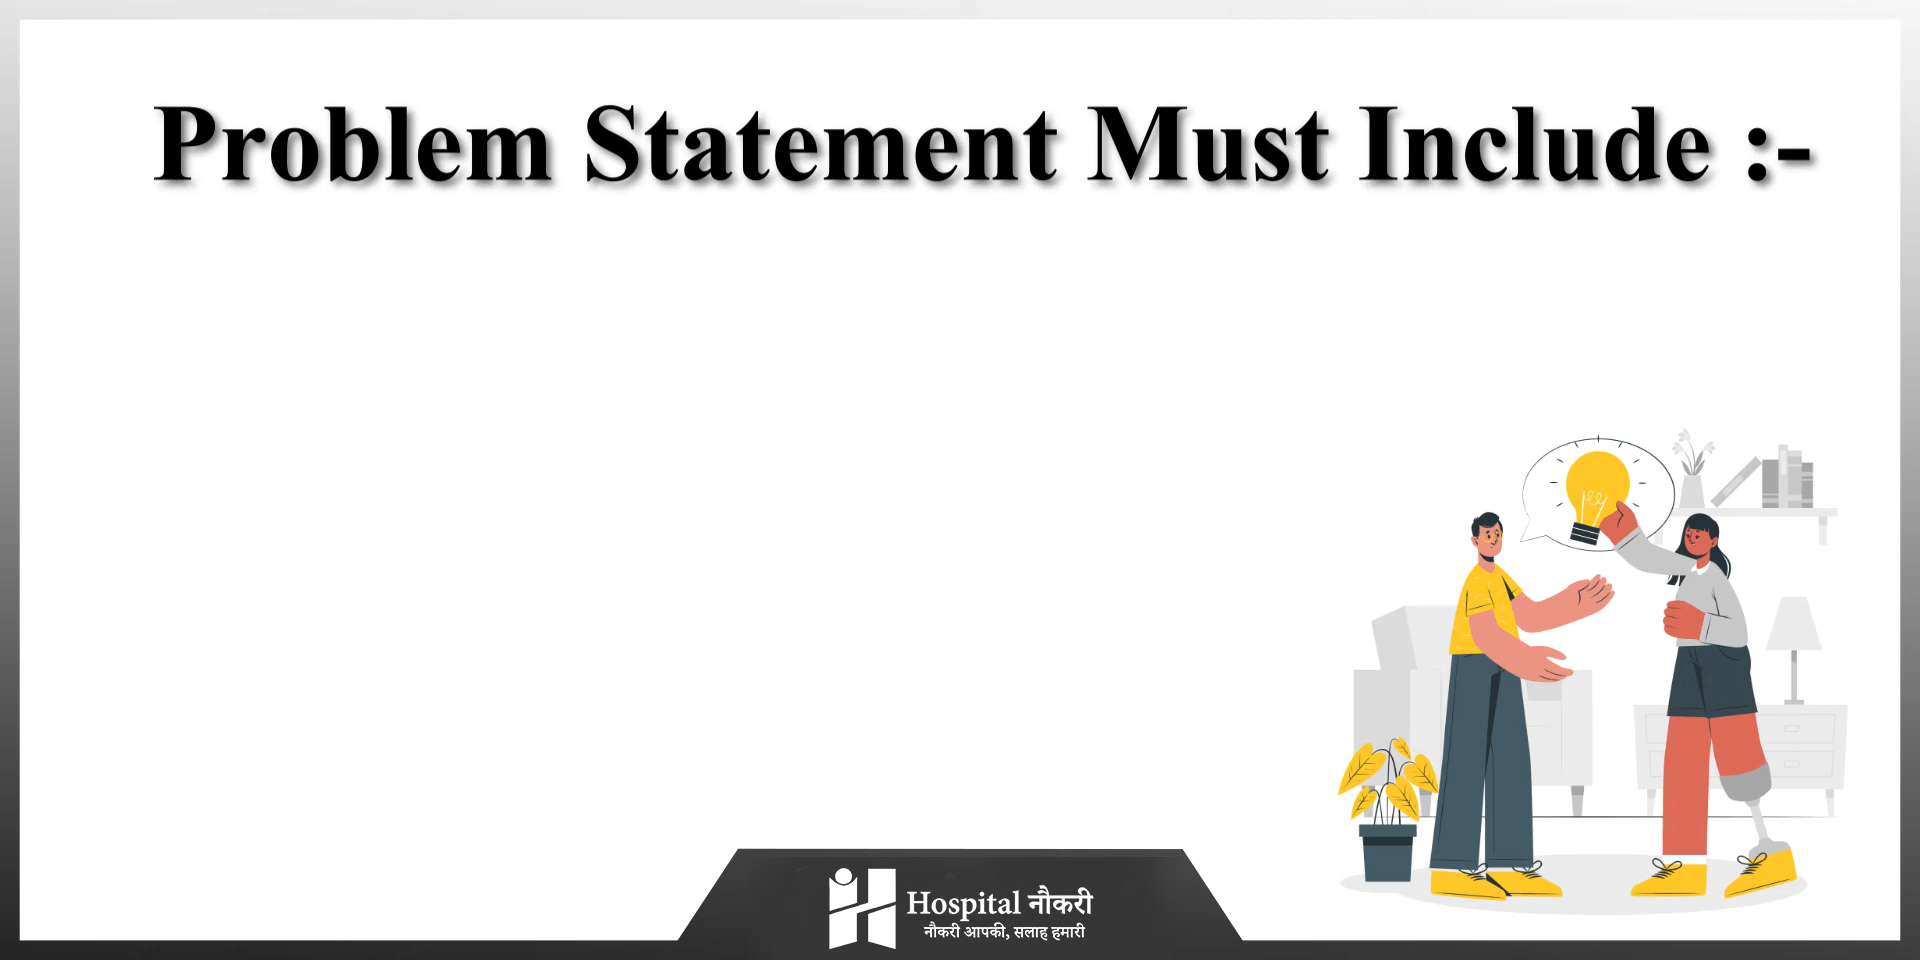 Problem Statement Must Include :-
Hospital नौकरी
नौकरी आपकी, सलाह हमारी